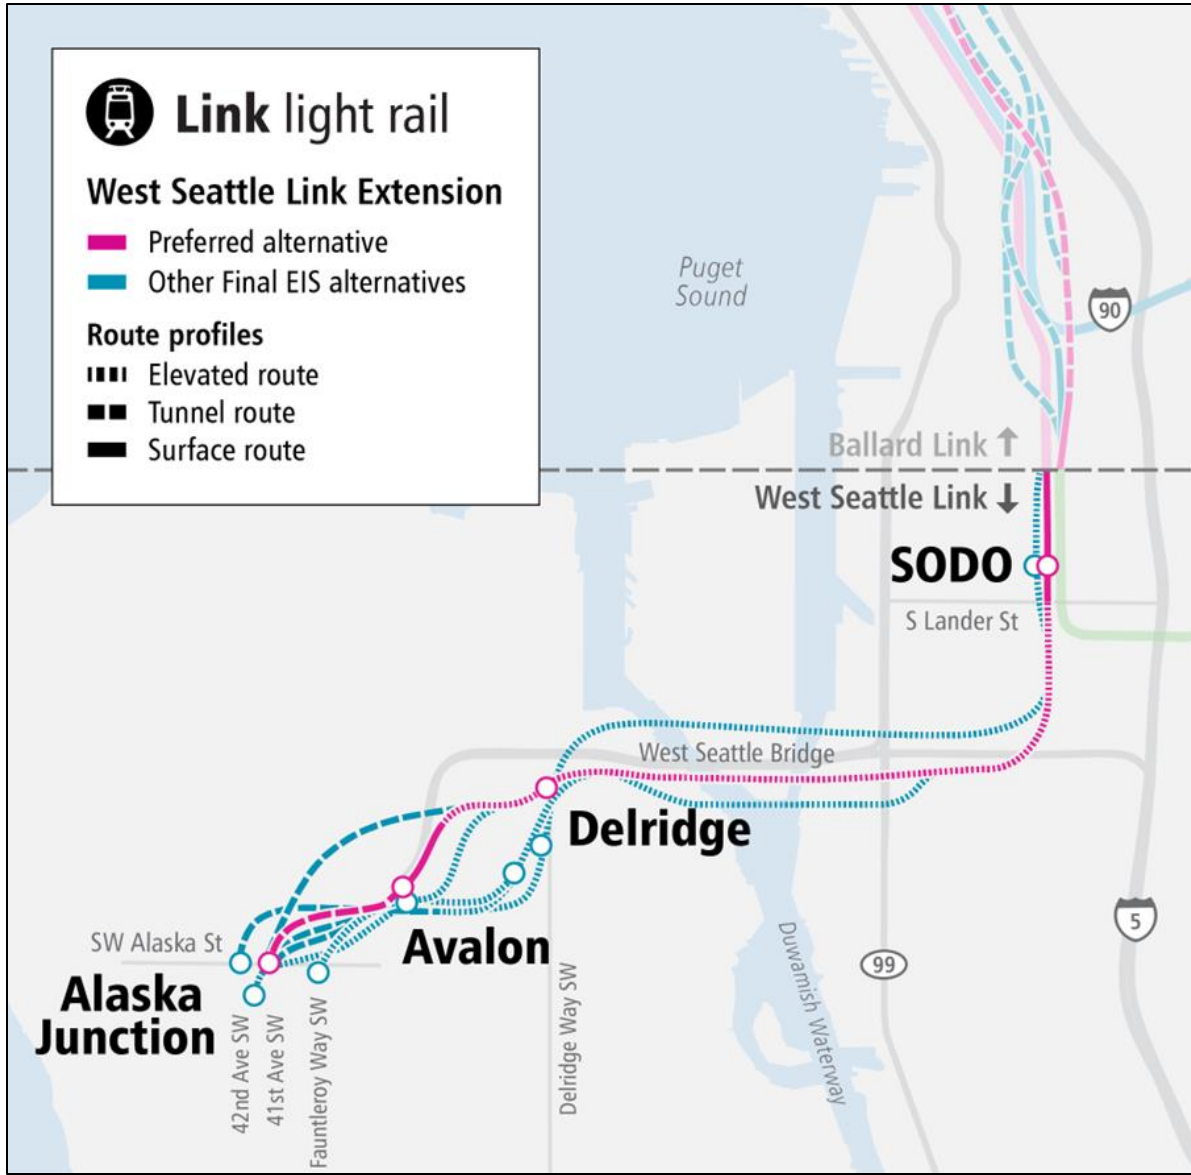 Link light rail
West Seattle Link Extension
Preferred alternative
Other Final EIS alternatives
Route profiles
Elevated route
Tunnel route
Surface route
Puget
Sound
90
Ballard Link ↑
West Seattle Link ↓
SODO
S Lander St
West Seattle Bridge
Delridge
Avalon
SW Alaska St
Alaska
Junction
42nd Ave SW
41st Ave SW
Fauntleroy Way SW
Delridge Way SW
Duwamish Waterway
99
5